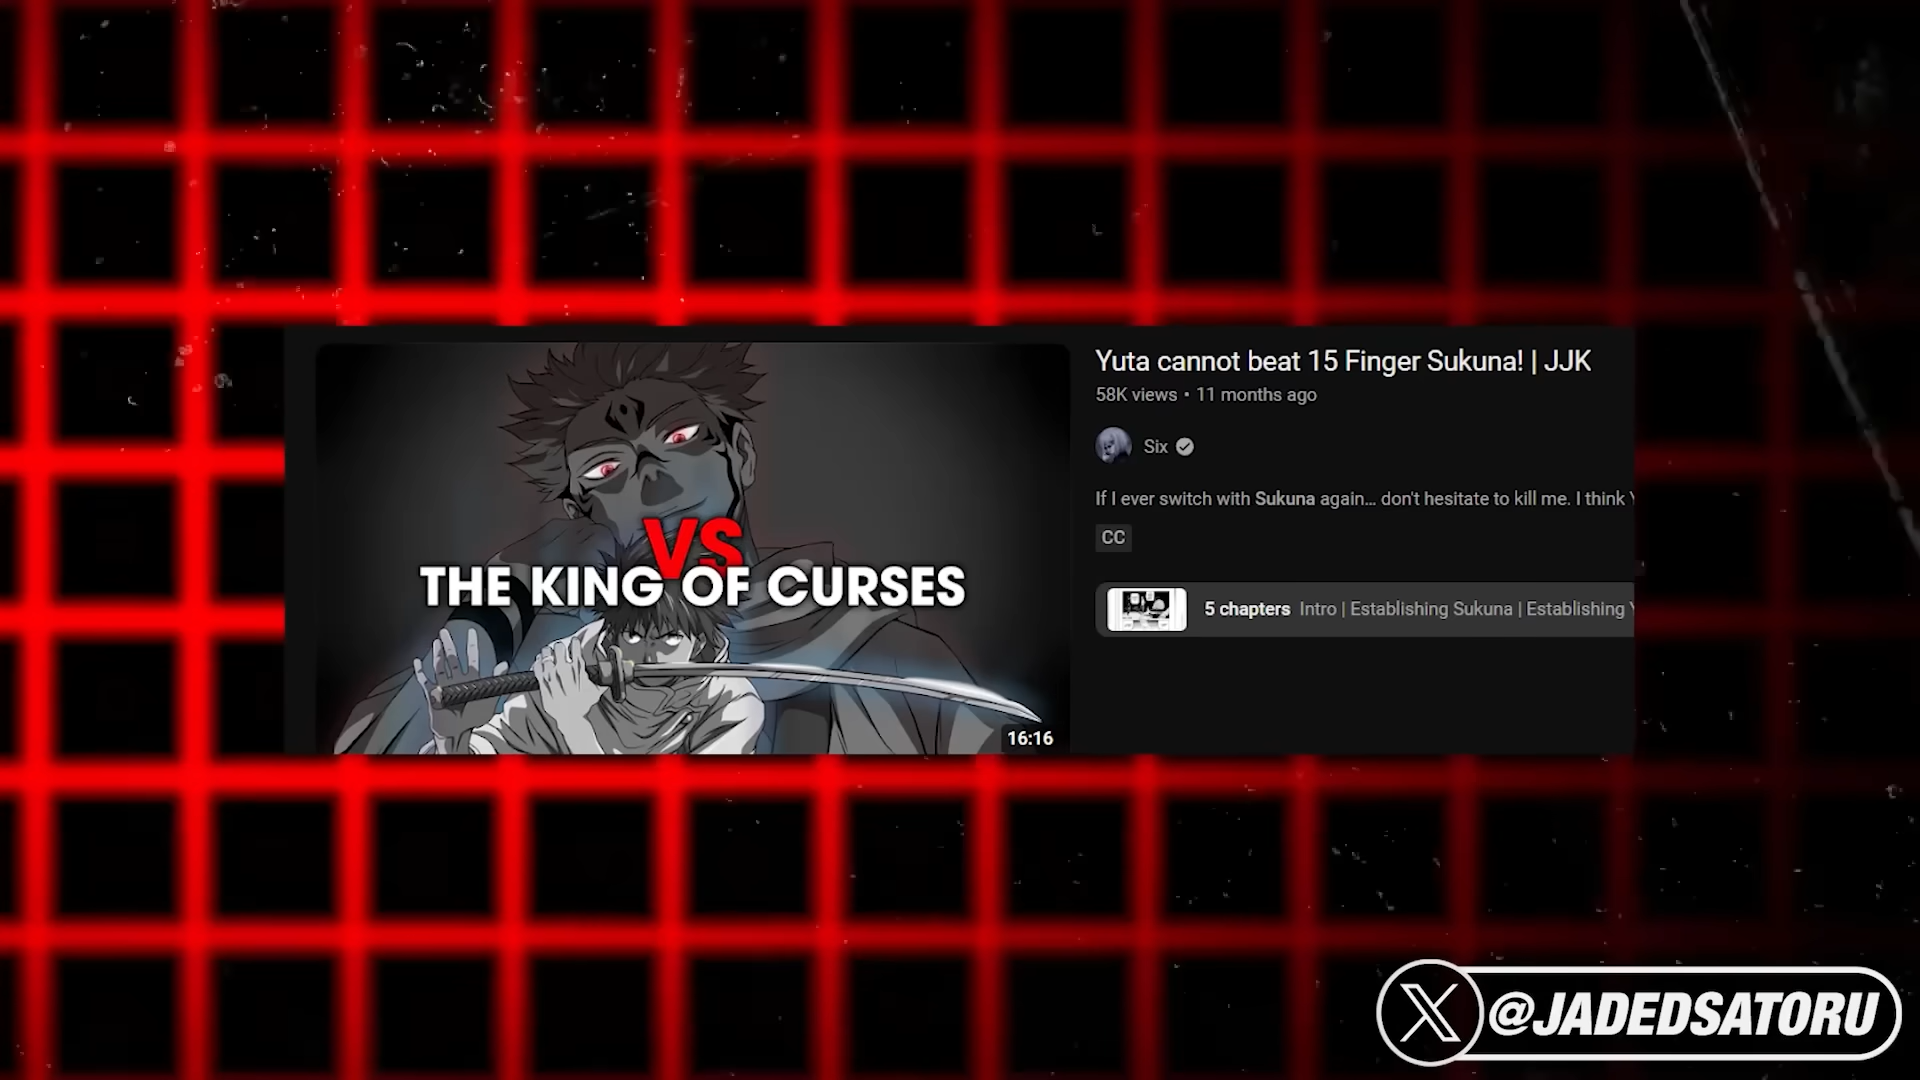 VS
THE KING OF CURSES
16:16
Yuta cannot beat 15 Finger Sukuna! | JJK
58K views • 11 months ago
Six
If I ever switch with Sukuna again... don't hesitate to kill me. I think
CC
5 chapters Intro | Establishing Sukuna | Establishing
@JADEDSATORU